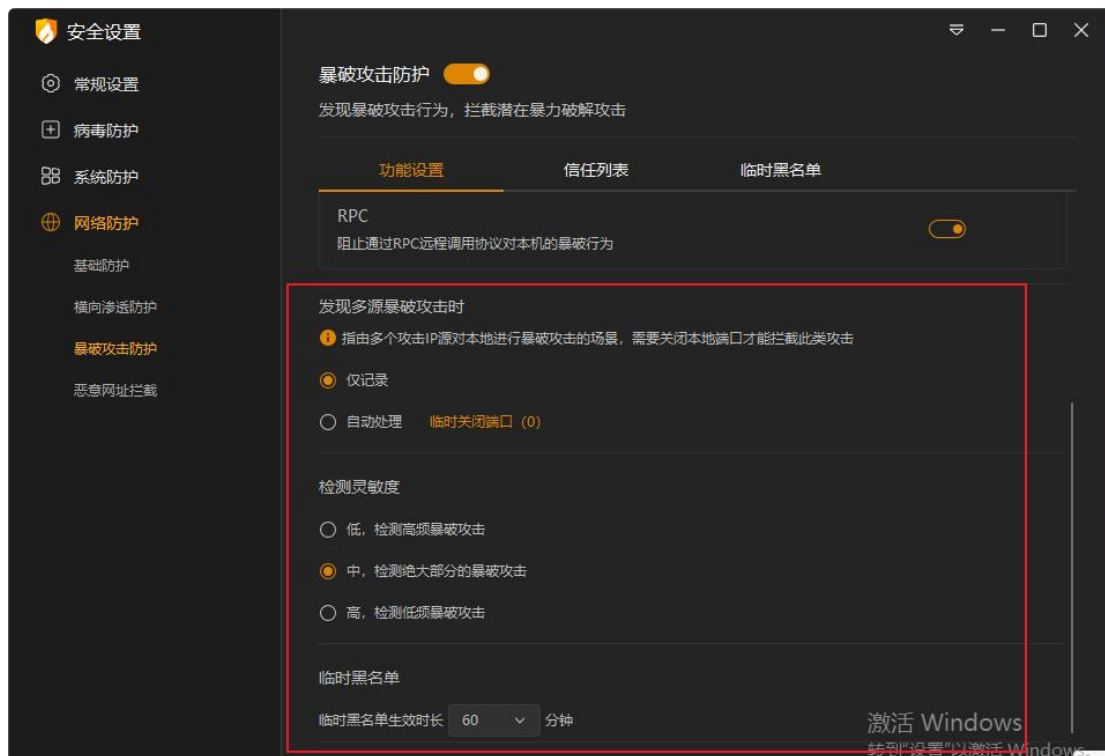 安全设置
常规设置
病毒防护
系统防护
网络防护
基础防护
横向渗透防护
暴破攻击防护
恶意网址拦截
暴破攻击防护
发现暴破攻击行为，拦截潜在暴力破解攻击
功能设置 信任列表 临时黑名单
RPC
阻止通过RPC远程调用协议对本机的暴破行为
发现多源暴破攻击时
指由多个攻击IP源对本地进行暴破攻击的场景，需要关闭本地端口才能拦截此类攻击
仅记录
自动处理 临时关闭端口（0）
检测灵敏度
低，检测高频暴破攻击
中，检测绝大部分的暴破攻击
高，检测低频暴破攻击
临时黑名单
临时黑名单生效时长 60 分钟
激活 Windows
转到"设置"以激活 Windows。